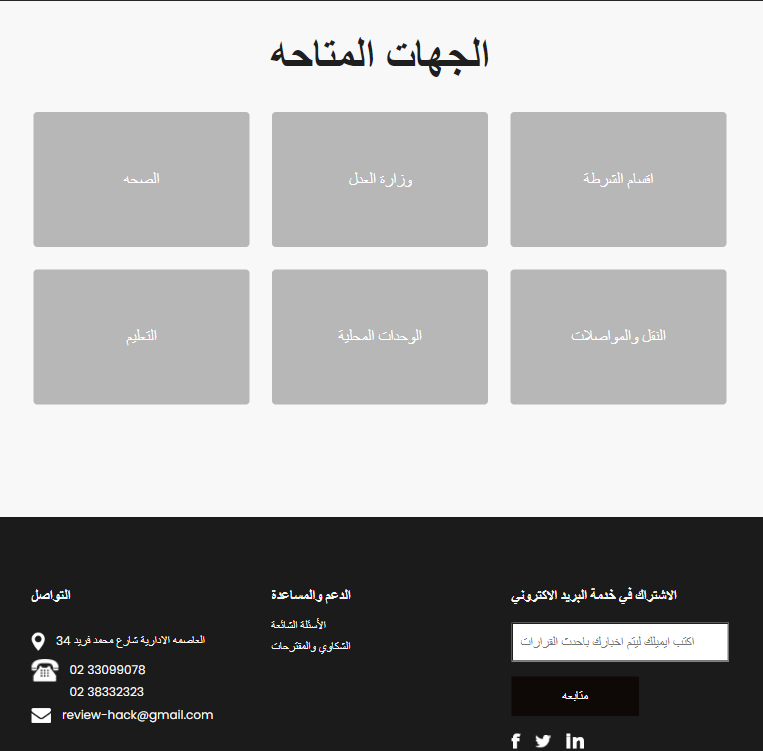 الجهات المتاحه
اقسام الشرطة
وزارة العدل
الصحه
النقل والمواصلات
الوحدات المحلية
التعليم
الاشتراك في خدمة البريد الاكتروني
اكتب ايميلك ليتم اخبارك باحدث القرارات
متابعه
الدعم والمساعدة
الأسئلة الشائعة
الشكاوي والمقترحات
التواصل
العاصمه الادارية شارع محمد فريد 34
02 33099078
02 38332323
review-hack@gmail.com